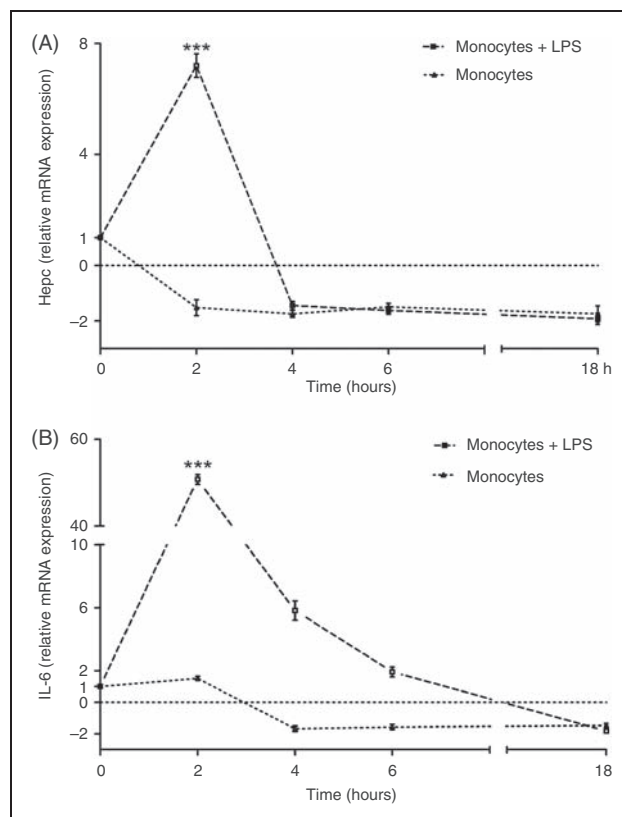 (A)
8
4
1
0
−2
Hepc (relative mRNA expression)
***
Monocytes + LPS
Monocytes
0
2
4
6
18 h
Time (hours)
(B)
60
40
10
6
2
1
0
−2
IL-6 (relative mRNA expression)
***
Monocytes + LPS
Monocytes
0
2
4
6
18
Time (hours)